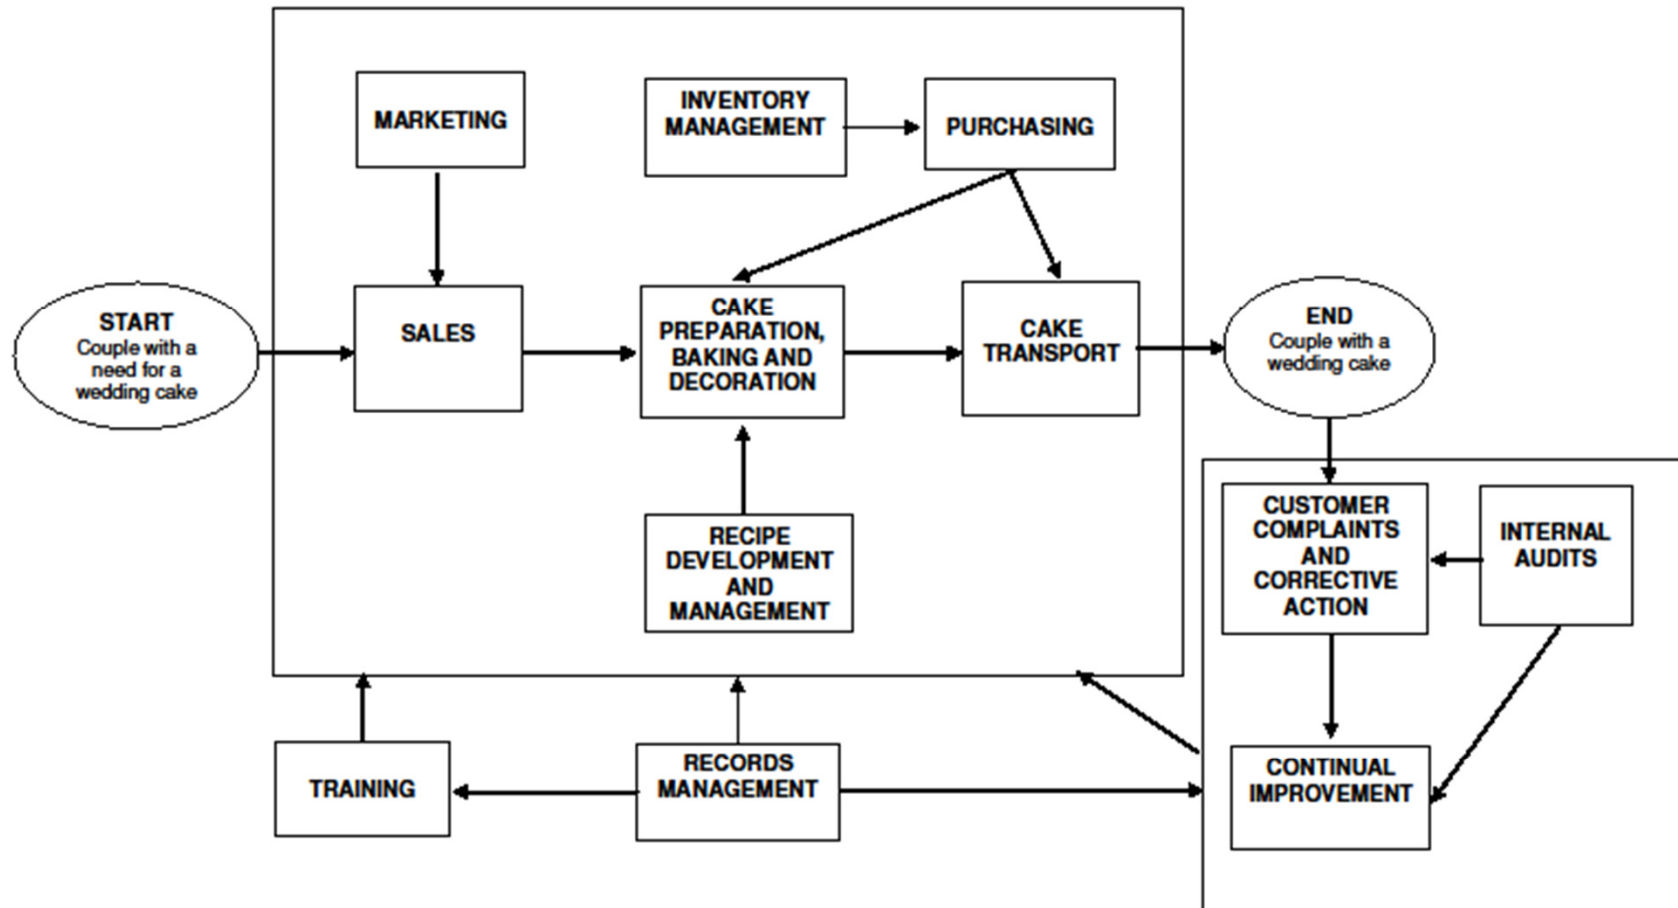 MARKETING
INVENTORY
MANAGEMENT
PURCHASING
START
Couple with a
need for a
wedding cake
SALES
CAKE
PREPARATION,
BAKING AND
DECORATION
CAKE
TRANSPORT
END
Couple with a
wedding cake
RECIPE
DEVELOPMENT
AND
MANAGEMENT
CUSTOMER
COMPLAINTS
AND
CORRECTIVE
ACTION
INTERNAL
AUDITS
TRAINING
RECORDS
MANAGEMENT
CONTINUAL
IMPROVEMENT